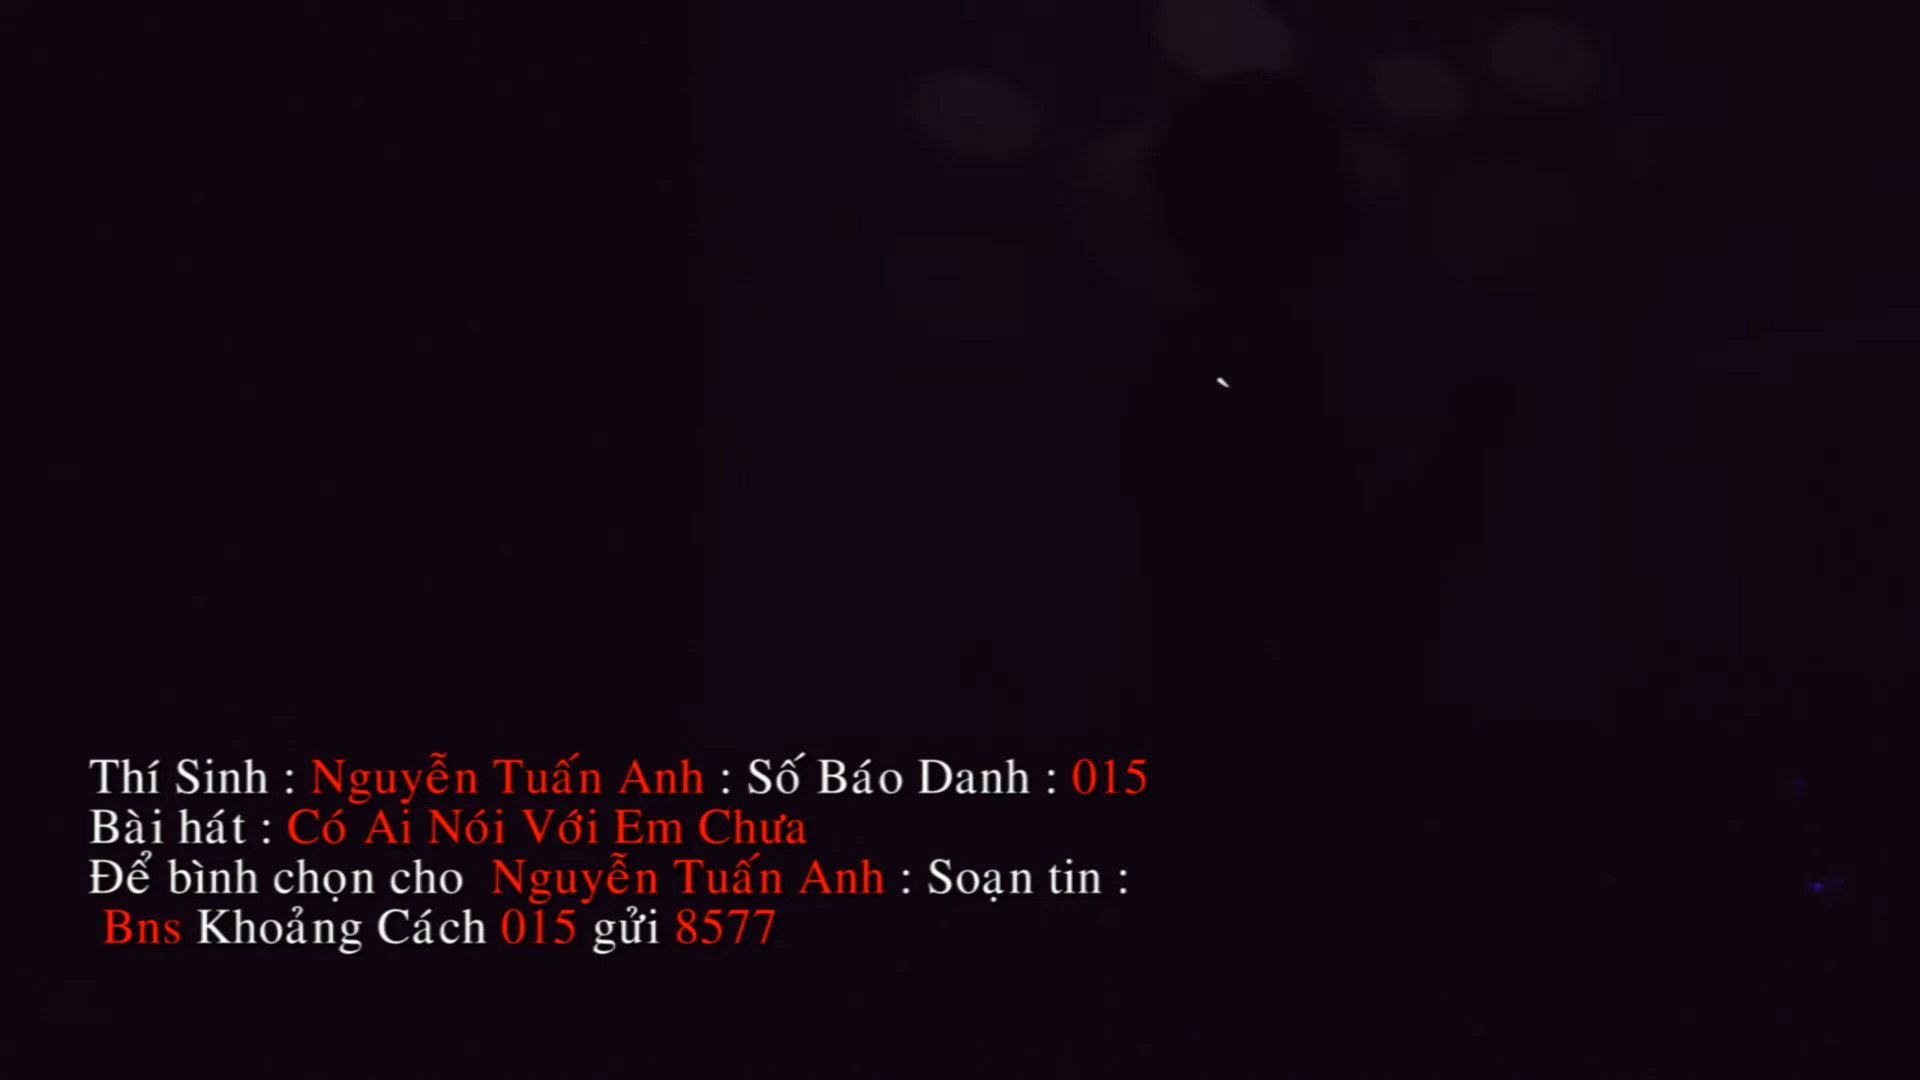 Thí Sinh : Nguyễn Tuấn Anh : Số Báo Danh : 015
Bài hát : Có Ai Nói Với Em Chưa
Để bình chọn cho  Nguyễn Tuấn Anh : Soạn tin :
Bns Khoảng Cách 015 gửi 8577